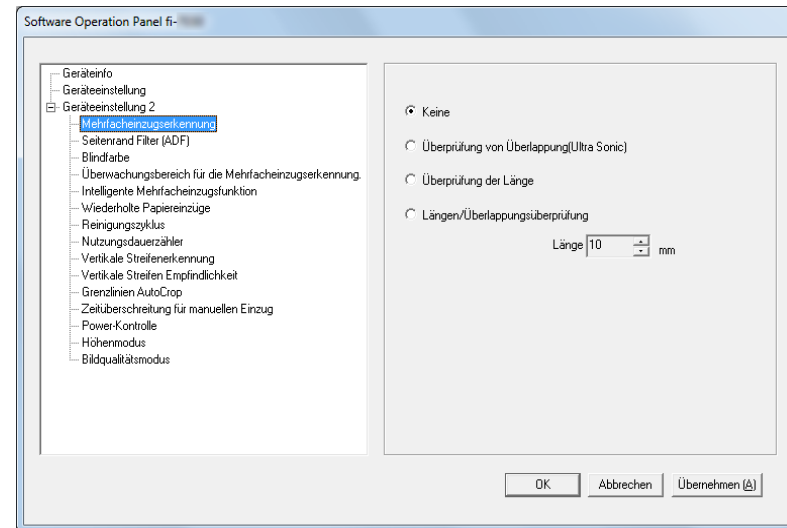 Software Operation Panel fi-
Geräteinfo
Geräteeinstellung
Geräteeinstellung 2
Mehrfacheinzugserkennung
Seitenrand Filter (ADF)
Blindfarbe
Überwachungsbereich für die Mehrfacheinzugserkennung.
Intelligente Mehrfacheinzugsfunktion
Wiederholte Papiereinzüge
Reinigungszyklus
Nutzungsdauerzähler
Vertikale Streifenerkennung
Vertikale Streifen Empfindlichkeit
Grenzlinien AutoCrop
Zeitüberschreitung für manuellen Einzug
Power-Kontrolle
Höhenmodus
Bildqualitätsmodus
Keine
Überprüfung von Überlappung(Ultra Sonic)
Überprüfung der Länge
Längen/Überlappungsüberprüfung
Länge 10 mm
OK Abbrechen Übernehmen (A)